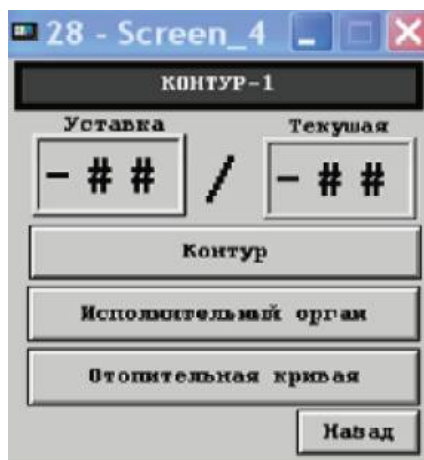 28 - Screen_4
КОНТУР-1
Уставка Текущая
-## / -##
Контур
Исполнительный орган
Отопительная кривая
Назад